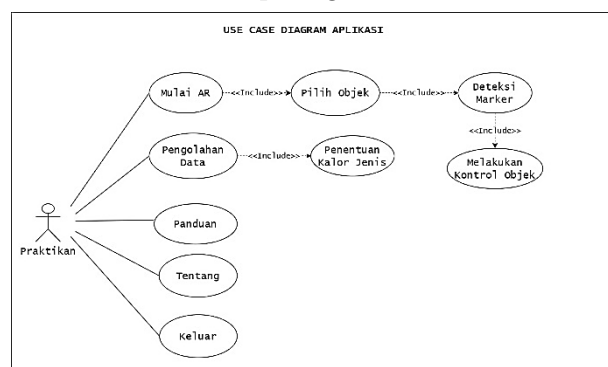 USE CASE DIAGRAM APLIKASI
Mulai AR
<<Include>>
Pilih Objek
<<Include>>
Deteksi
Marker
<<Include>>
Melakukan
Kontrol Objek
Pengolahan
Data
<<Include>>
Penentuan
Kalor Jenis
Panduan
Praktikan
Tentang
Keluar